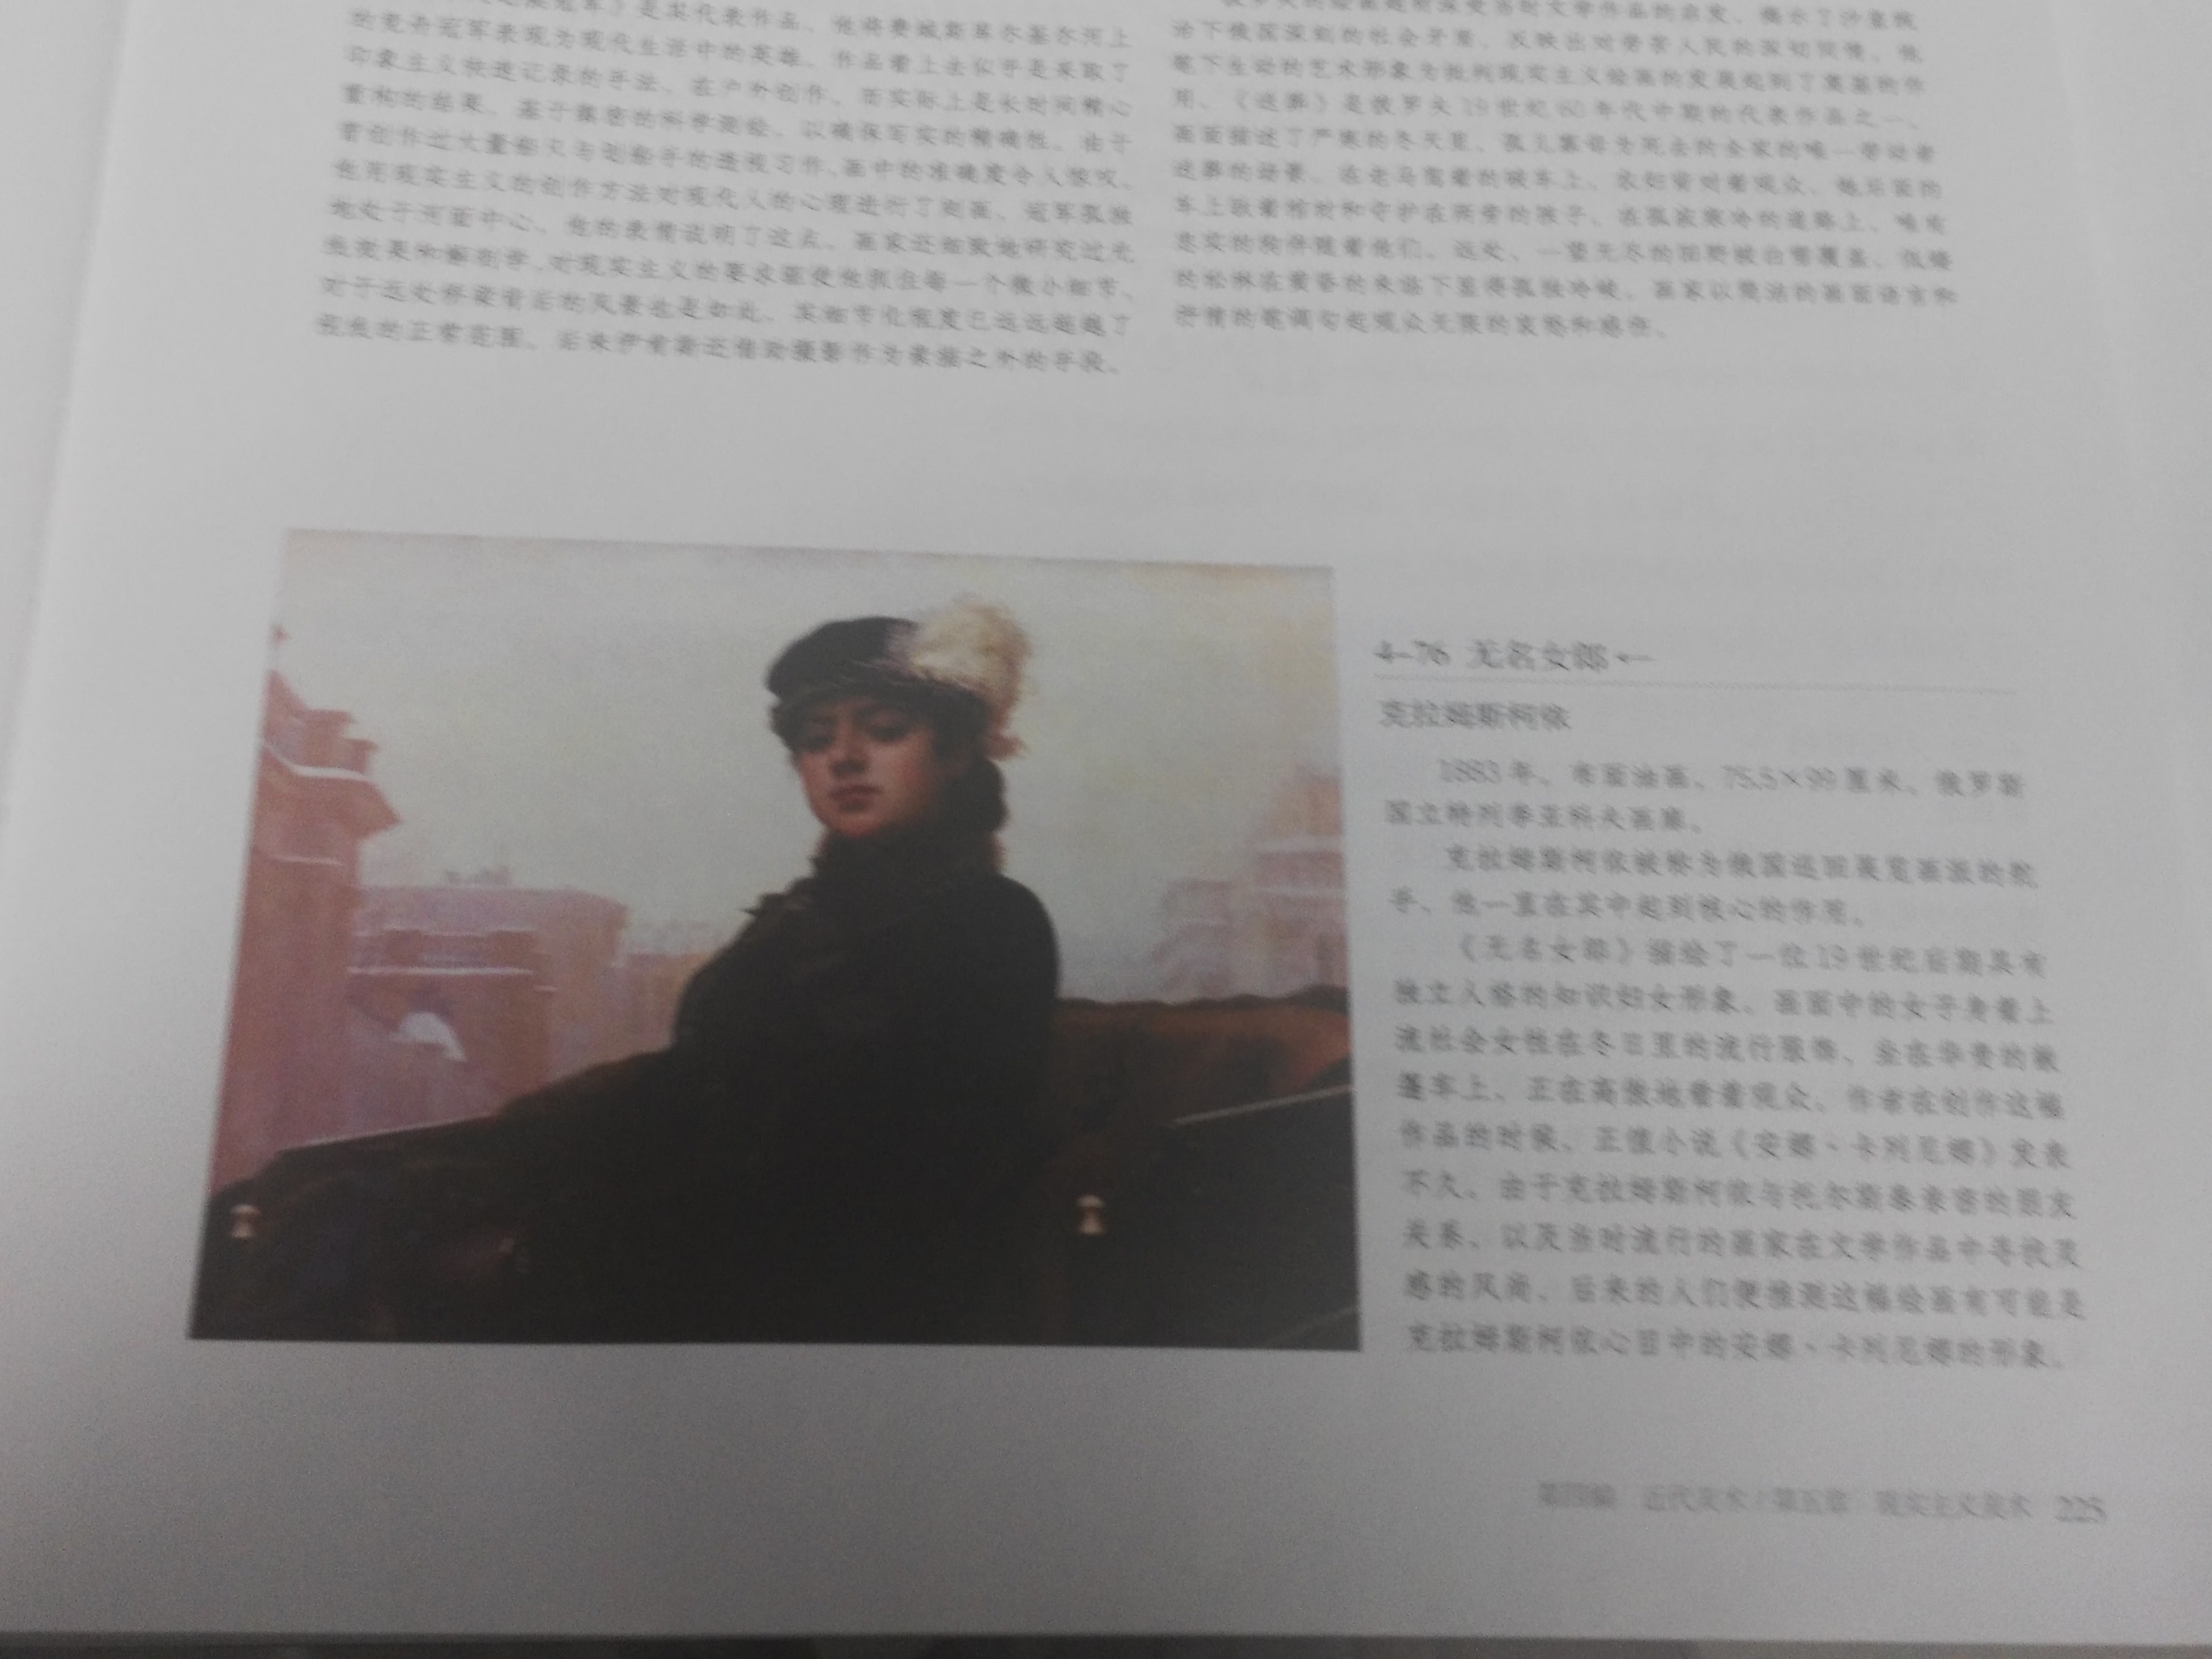 冠军》是其代表作品。他将费城斯库尔基尔河上
的竞舟冠军表现为现代生活中的英雄。作品看上去似乎是采取了
印象主义快速记录的手法、在户外创作，而实际上是长时间精心
重构的结果。基于缜密的科学测绘，以确保写实的精确性。由于
曾创作过大量船只与划船手的透视习作，画中的准确度令人惊叹。
他用现实主义的创作方法对现代人的心理进行了刻画。冠军孤独
地处于河面中心，他的表情说明了这点。画家还细致地研究过光
线效果和解剖学，对现实主义的要求驱使他抓住每一个微小细节，
对于远处桥梁背后的风景也是如此，其细节化程度已远远超越了
视线的正常范围。后来伊肯斯还借助摄影作为素描之外的手段。
治下俄国深刻的社会矛盾，反映出对劳苦人民的深切同情。他
笔下生动的艺术形象为批判现实主义绘画的发展起到了奠基的作
用。《送葬》是彼罗夫19世纪60年代中期的代表作品之一，
画面描述了严寒的冬天里，孤儿寡母为死去的全家的唯一劳动者
送葬的场景。在老马驾着的破车上，农妇背对着观众，她后面的
车上躺着棺材和守护在两旁的孩子。在孤寂寒冷的道路上，唯有
忠实的狗伴随着他们。远处，一望无尽的田野被白雪覆盖，低矮
的松林在黄昏的来临下显得孤独冷峻。画家以简洁的画面语言和
抒情的笔调勾起观众无限的哀愁和感伤。
4-76 无名女郎←
克拉姆斯柯依
1883年，布面油画，75.5×99厘米，俄罗斯
国立特列季亚科夫画廊。
克拉姆斯柯依被称为俄国巡回展览画派的舵
手，他一直在其中起到核心的作用。
《无名女郎》描绘了一位19世纪后期具有
独立人格的知识妇女形象。画面中的女子身着上
流社会女性在冬日里的流行服饰，坐在华贵的敞
篷车上，正在高傲地看着观众。作者在创作这幅
作品的时候，正值小说《安娜·卡列尼娜》发表
不久。由于克拉姆斯柯依与托尔斯泰亲密的朋友
关系，以及当时流行的画家在文学作品中寻找灵
感的风尚，后来的人们便推测这幅绘画有可能是
克拉姆斯柯依心目中的安娜·卡列尼娜的形象。
第四编 近代美术/第五章 现实主义美术 225